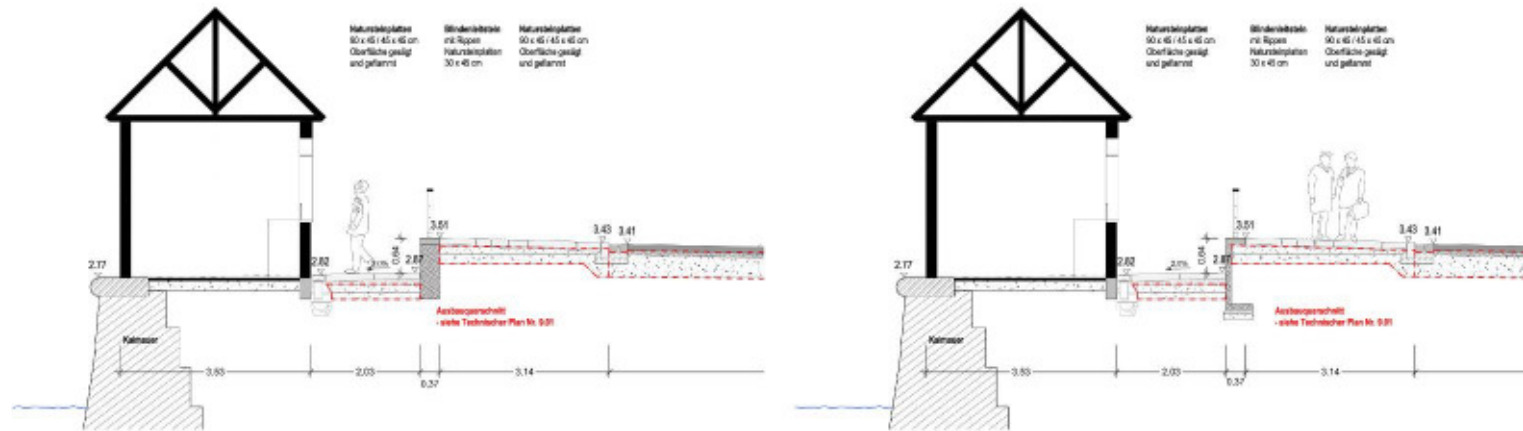 Natursteinplatten
90 x 45 / 45 x 45 cm
Oberfläche gesägt
und geflammt
Blindenleitstein
mit Rippen
Natursteinplatten
30 x 45 cm
Natursteinplatten
90 x 45 / 45 x 45 cm
Oberfläche gesägt
und geflammt
3.51
3.43
3.41
0.64
2.17
2.82
2.87
Ausbauquerschnitt
- siehe Technischer Plan Nr. 9.01
Kaimauer
3.53
2.03
3.14
0.37
Natursteinplatten
90 x 45 / 45 x 45 cm
Oberfläche gesägt
und geflammt
Blindenleitstein
mit Rippen
Natursteinplatten
30 x 45 cm
Natursteinplatten
90 x 45 / 45 x 45 cm
Oberfläche gesägt
und geflammt
3.51
3.43
3.41
0.64
2.17
2.82
2.87
Ausbauquerschnitt
- siehe Technischer Plan Nr. 9.01
Kaimauer
3.53
2.03
3.14
0.37